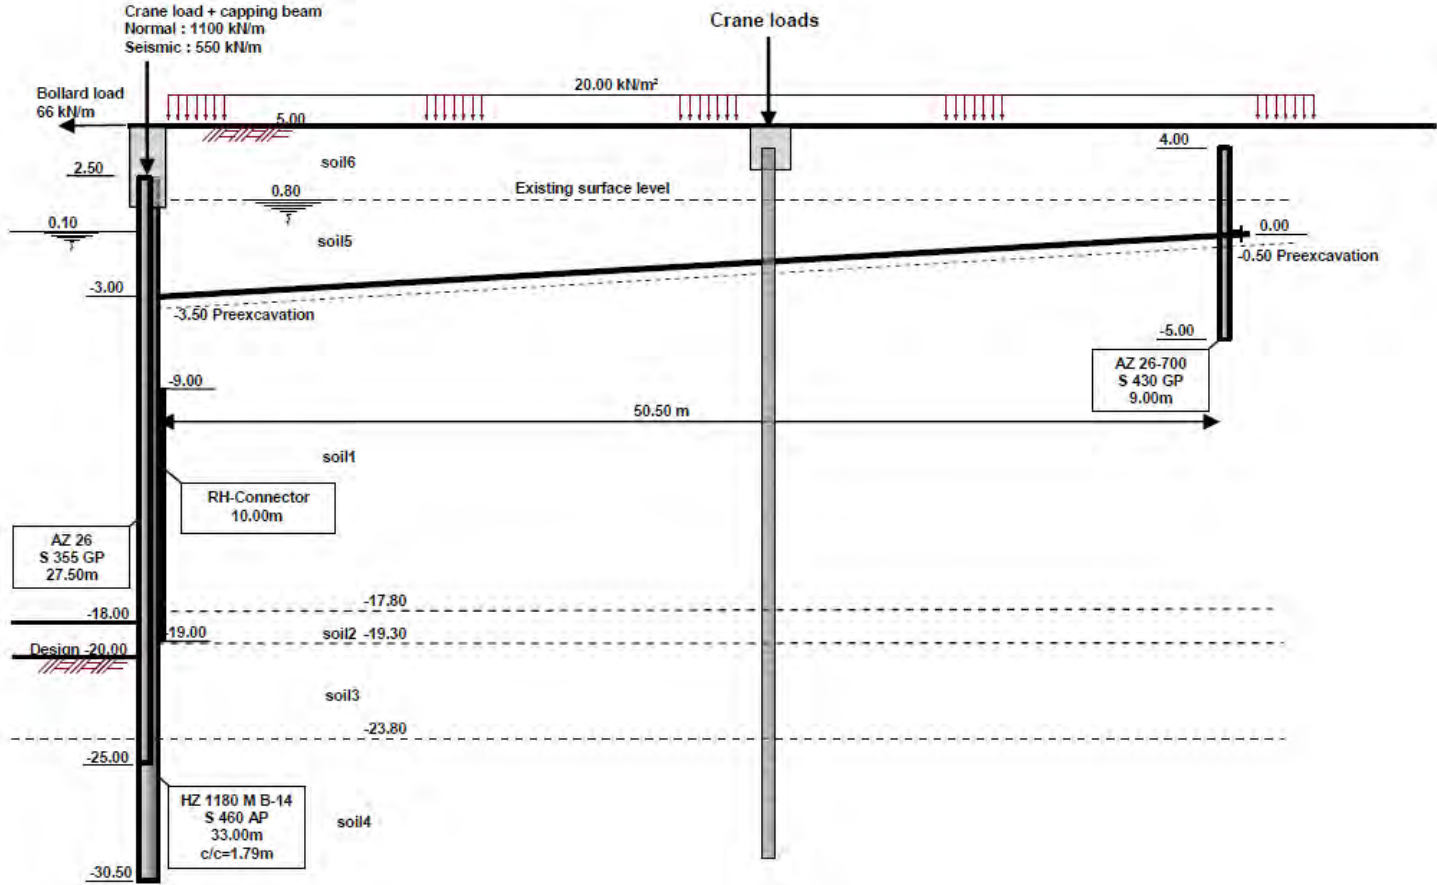 Crane load + capping beam
Normal : 1100 kN/m
Seismic : 550 kN/m
Crane loads
Bollard load
66 kN/m
20.00 kN/m²
5.00
4.00
soil6
2.50
Existing surface level
0.80
0.10
soil5
0.00
-0.50 Preexcavation
-3.00
-3.50 Preexcavation
-5.00
AZ 26-700
S 430 GP
9.00m
-9.00
50.50 m
soil1
RH-Connector
10.00m
AZ 26
S 355 GP
27.50m
-17.80
-18.00
-19.00
soil2
-19.30
Design -20.00
soil3
-23.80
-25.00
HZ 1180 M B-14
S 460 AP
33.00m
c/c=1.79m
soil4
-30.50